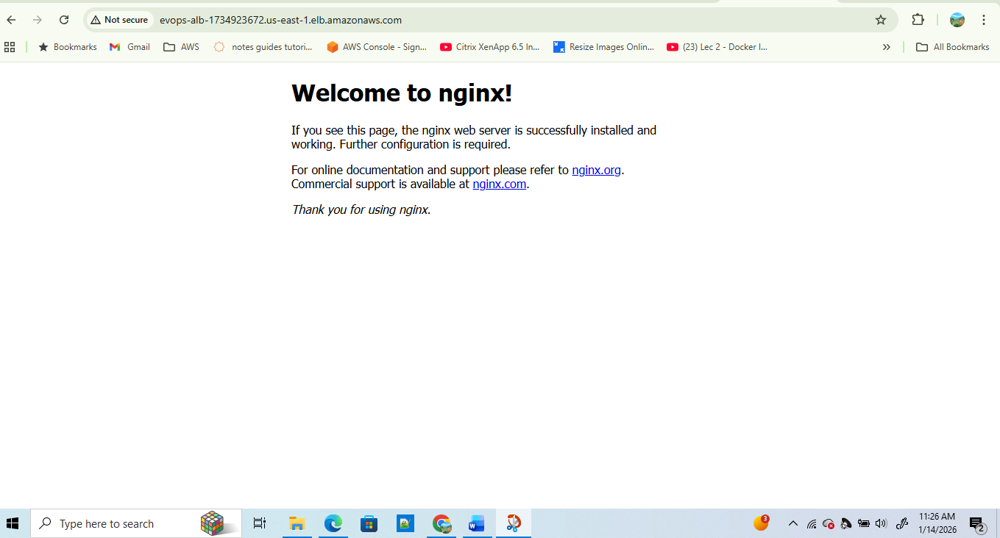 Not secure evops-alb-1734923672.us-east-1.elb.amazonaws.com
Bookmarks Gmail AWS notes guides tutori... AWS Console - Sign... Citrix XenApp 6.5 In... Resize Images Onlin... (23) Lec 2 - Docker I... » All Bookmarks
Welcome to nginx!
If you see this page, the nginx web server is successfully installed and
working. Further configuration is required.
For online documentation and support please refer to nginx.org.
Commercial support is available at nginx.com.
Thank you for using nginx.
Type here to search
3
11:26 AM
1/14/2026
2